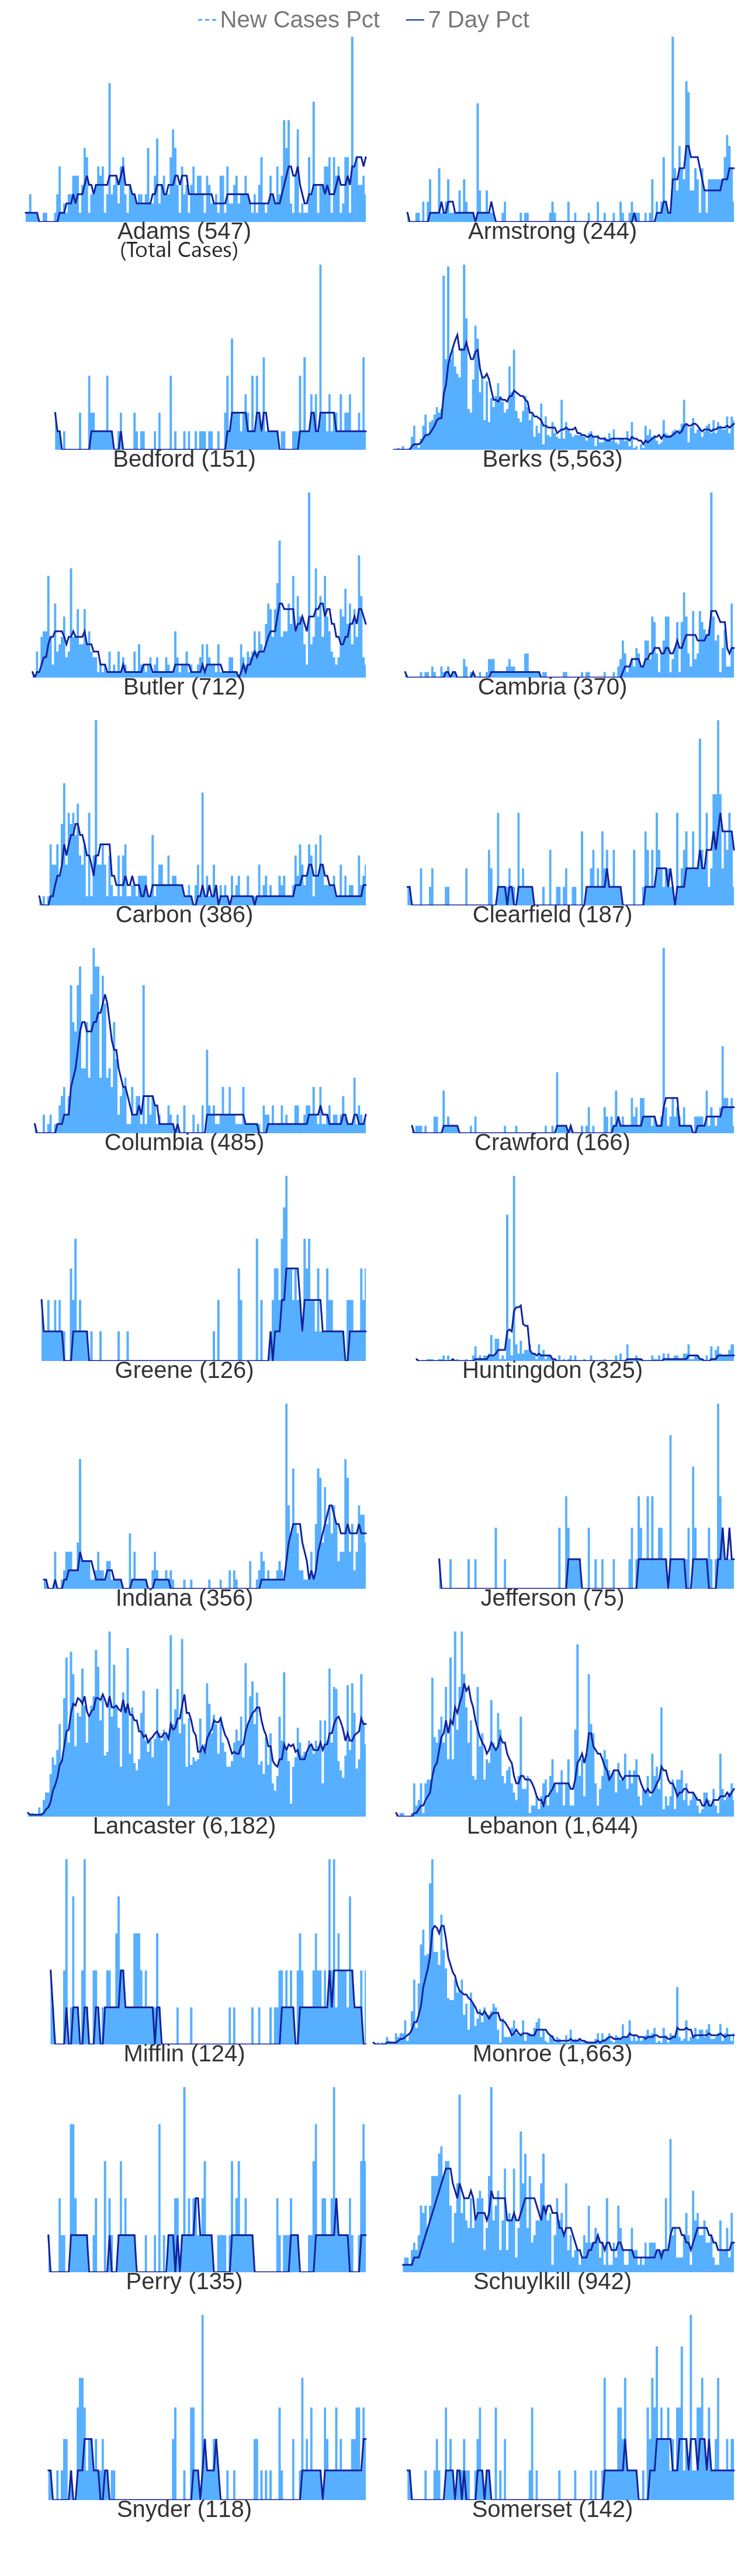 New Cases Pct 7 Day Pct
Adams (547) Armstrong (244)
(Total Cases)
Bedford (151) Berks (5,563)
Butler (712) Cambria (370)
Carbon (386) Clearfield (187)
Columbia (485) Crawford (166)
Greene (126) Huntingdon (325)
Indiana (356) Jefferson (75)
Lancaster (6,182) Lebanon (1,644)
Mifflin (124) Monroe (1,663)
Perry (135) Schuylkill (942)
Snyder (118) Somerset (142)